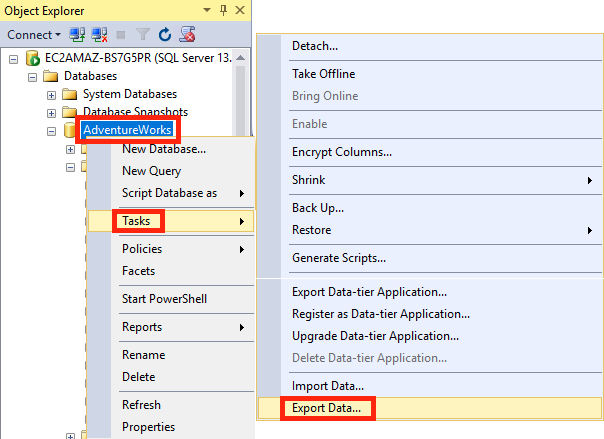 Object Explorer
Connect
EC2AMAZ-BS7G5PR (SQL Server 13.
Databases
System Databases
Database Snapshots
AdventureWorks
New Database...
New Query
Script Database as
Tasks
Policies
Facets
Start PowerShell
Reports
Rename
Delete
Refresh
Properties
Detach...
Take Offline
Bring Online
Enable
Encrypt Columns...
Shrink
Back Up...
Restore
Generate Scripts...
Export Data-tier Application...
Register as Data-tier Application...
Upgrade Data-tier Application...
Delete Data-tier Application...
Import Data...
Export Data...